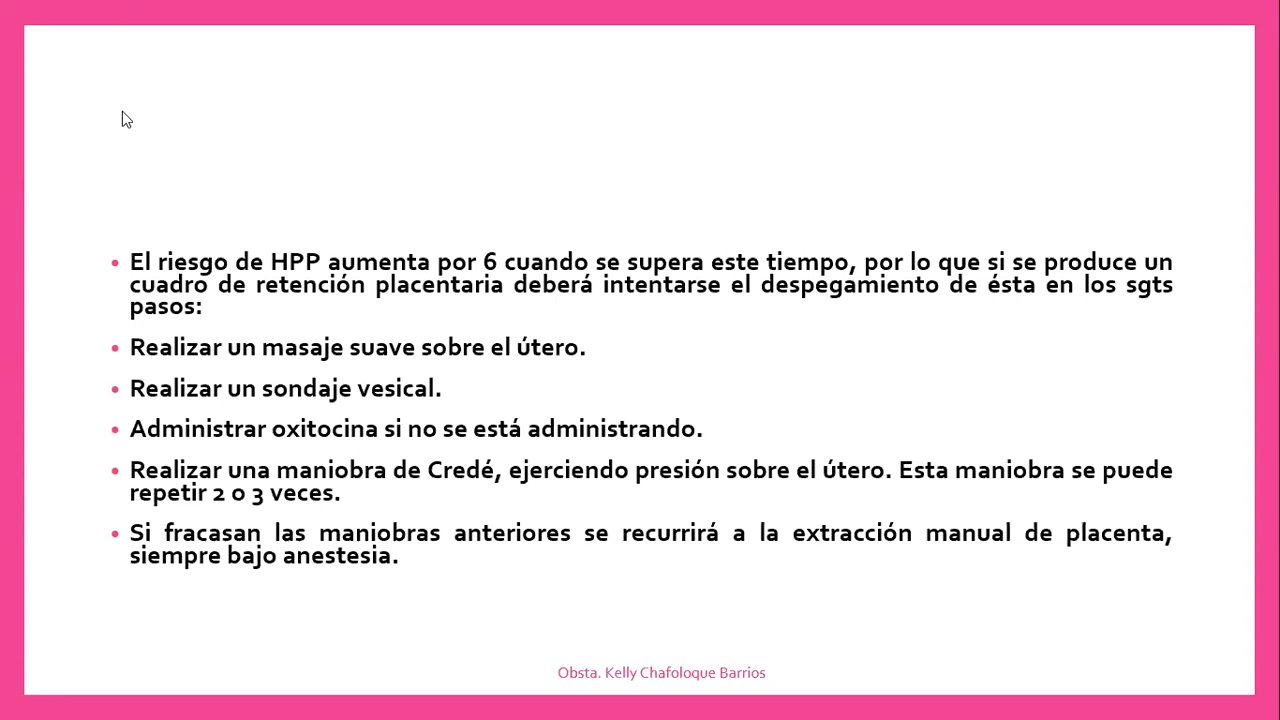 • El riesgo de HPP aumenta por 6 cuando se supera este tiempo, por lo que si se produce un
cuadro de retención placentaria deberá intentarse el despegamiento de ésta en los sgts
pasos:
• Realizar un masaje suave sobre el útero.
• Realizar un sondaje vesical.
• Administrar oxitocina si no se está administrando.
• Realizar una maniobra de Credé, ejerciendo presión sobre el útero. Esta maniobra se puede
repetir 2 o 3 veces.
• Si fracasan las maniobras anteriores se recurrirá a la extracción manual de placenta,
siempre bajo anestesia.
Obsta. Kelly Chafoloque Barrios